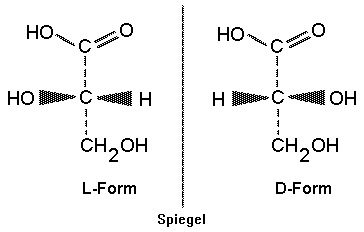 HO O HO O
C C
HO C H H C OH
CH2OH CH2OH
L-Form D-Form
Spiegel